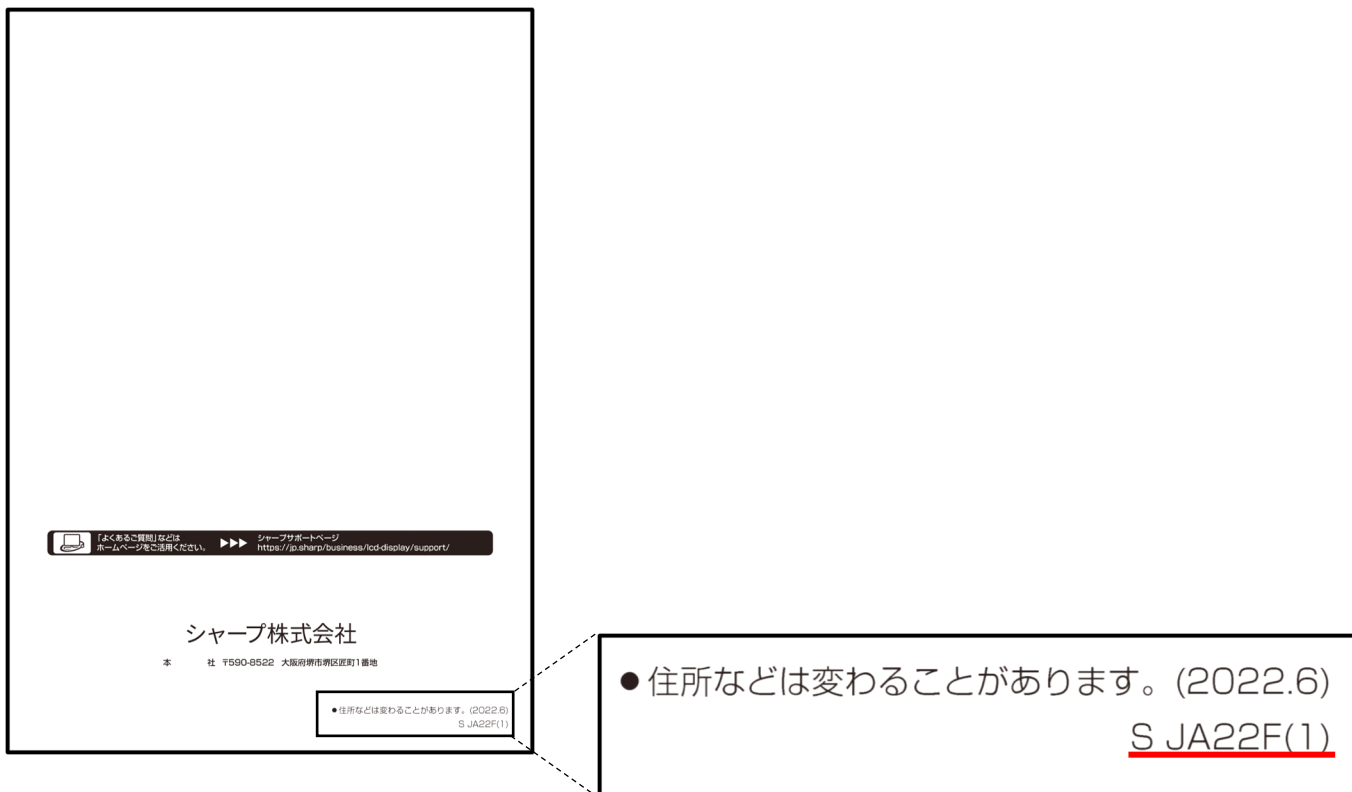 「よくあるご質問」などは
ホームページをご活用ください。
▶▶▶
シャープサポートページ
https://jp.sharp/business/lcd-display/support/
シャープ株式会社
本　　　社 〒590-8522 大阪府堺市堺区匠町1番地
●住所などは変わることがあります。(2022.6)
S JA22F(1)
●住所などは変わることがあります。(2022.6)
S JA22F(1)